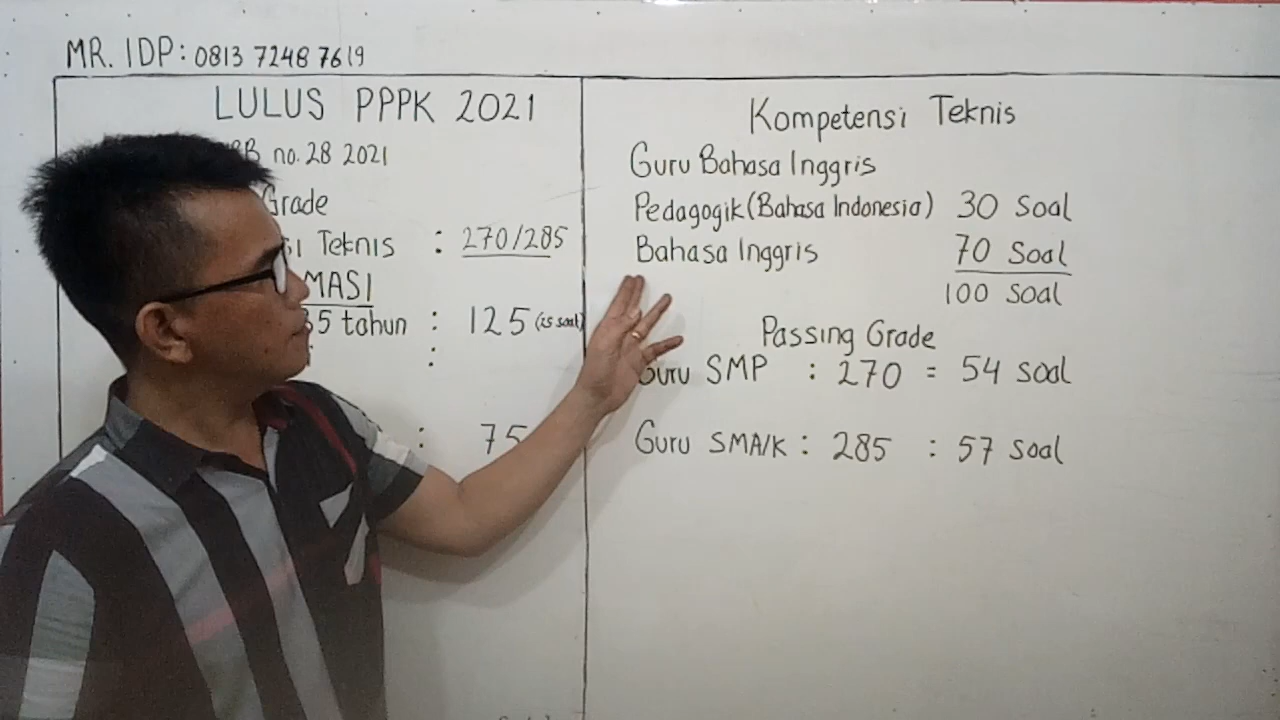 MR. IDP: 0813 7248 7619
LULUS PPPK 2021
no. 28 2021
Grade
Teknis : 270/285
MASI
35 tahun : 125 (25 soal)
:
: 75
Kompetensi Teknis
Guru Bahasa Inggris
Pedagogik (Bahasa Indonesia) 30 Soal
Bahasa Inggris 70 Soal
100 Soal
Passing Grade
Guru SMP : 270 = 54 Soal
Guru SMA/K : 285 : 57 Soal